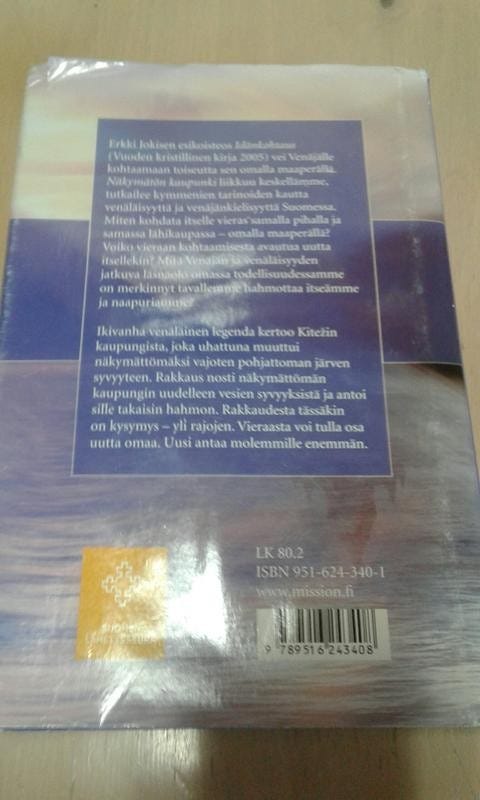 Erkki Jokisen esikoisteos Idänkohtaus
(Vuoden kristillinen kirja 2005) vei Venäjälle
kohtaamaan toiseutta sen omalla maaperällä.
Näkymätön kaupunki liikkuu keskellämme,
tutkailee kymmenien tarinoiden kautta
venäläisyyttä ja venäjänkielisyyttä Suomessa.
Miten kohdata itselle vieras samalla pihalla ja
samassa lähikaupassa – omalla maaperällä?
Voiko vieraan kohtaamisesta avautua uutta
itsellekin? Mitä Venäjän ja venäläisyyden
jatkuva läsnäolo omassa todellisuudessamme
on merkinnyt tavallemme hahmottaa itseämme
ja naapuriamme?
Ikivanha venäläinen legenda kertoo Kitežin
kaupungista, joka uhattuna muuttui
näkymättömäksi vajoten pohjattoman järven
syvyyteen. Rakkaus nosti näkymättömän
kaupungin uudelleen vesien syvyyksistä ja antoi
sille takaisin hahmon. Rakkaudesta tässäkin
on kysymys – yli rajojen. Vieraasta voi tulla osa
uutta omaa. Uusi antaa molemmille enemmän.
LK 80.2
ISBN 951-624-340-1
www.mission.fi
9 789516 243408